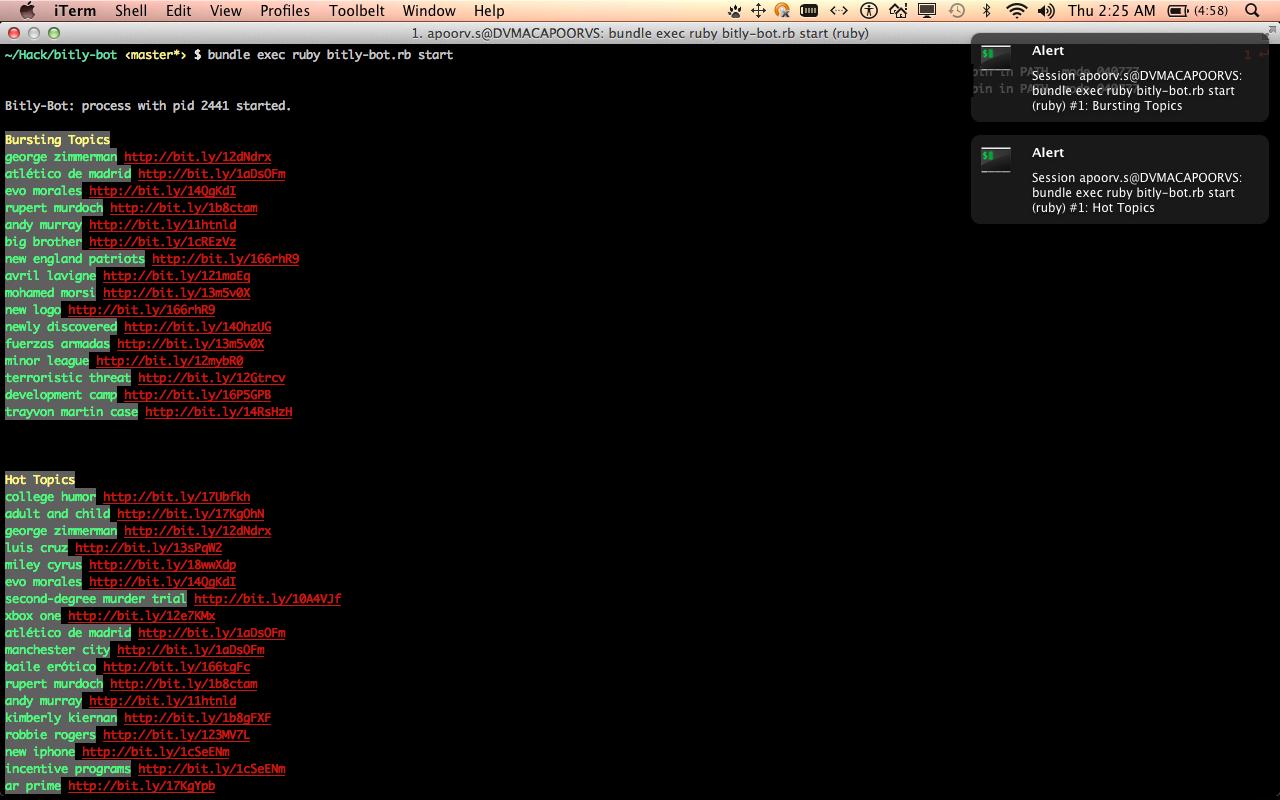 iTerm Shell Edit View Profiles Toolbelt Window Help Thu 2:25 AM (4:58)
1. apoorv.s@DVMACAPOORVS: bundle exec ruby bitly-bot.rb start (ruby)
~/Hack/bitly-bot <master*> $ bundle exec ruby bitly-bot.rb start
Bitly-Bot: process with pid 2441 started.
Bursting Topics
george zimmerman http://bit.ly/12dNdrx
atlético de madrid http://bit.ly/1aDsOFm
evo morales http://bit.ly/14QgKdI
rupert murdoch http://bit.ly/1b8ctam
andy murray http://bit.ly/11htnld
big brother http://bit.ly/1cREzVz
new england patriots http://bit.ly/166rhR9
avril lavigne http://bit.ly/121maEq
mohamed morsi http://bit.ly/13m5v0X
new logo http://bit.ly/166rhR9
newly discovered http://bit.ly/14OhzUG
fuerzas armadas http://bit.ly/13m5v0X
minor league http://bit.ly/12mybR0
terroristic threat http://bit.ly/12Gtrcv
development camp http://bit.ly/16P5GPB
trayvon martin case http://bit.ly/14RsHzH
Hot Topics
college humor http://bit.ly/17Ubfkh
adult and child http://bit.ly/17KgOhN
george zimmerman http://bit.ly/12dNdrx
luis cruz http://bit.ly/13sPqW2
miley cyrus http://bit.ly/18wwXdp
evo morales http://bit.ly/14QgKdI
second-degree murder trial http://bit.ly/10A4VJf
xbox one http://bit.ly/12e7KMx
atlético de madrid http://bit.ly/1aDsOFm
manchester city http://bit.ly/1aDsOFm
baile erótico http://bit.ly/166tgFc
rupert murdoch http://bit.ly/1b8ctam
andy murray http://bit.ly/11htnld
kimberly kiernan http://bit.ly/1b8gFXF
robbie rogers http://bit.ly/123MV7L
new iphone http://bit.ly/1cSeENm
incentive programs http://bit.ly/1cSeENm
ar prime http://bit.ly/17KgYpb
Alert
Session apoorv.s@DVMACAPOORVS:
bundle exec ruby bitly-bot.rb start
(ruby) #1: Bursting Topics
Alert
Session apoorv.s@DVMACAPOORVS:
bundle exec ruby bitly-bot.rb start
(ruby) #1: Hot Topics